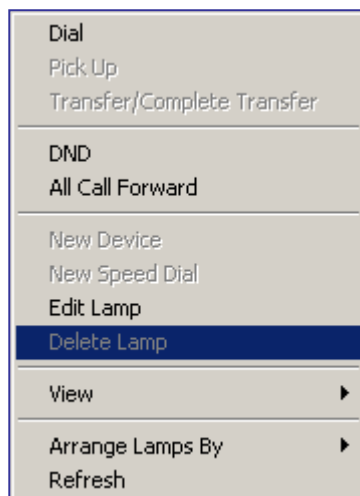 Dial
Pick Up
Transfer/Complete Transfer
DND
All Call Forward
New Device
New Speed Dial
Edit Lamp
Delete Lamp
View
Arrange Lamps By
Refresh